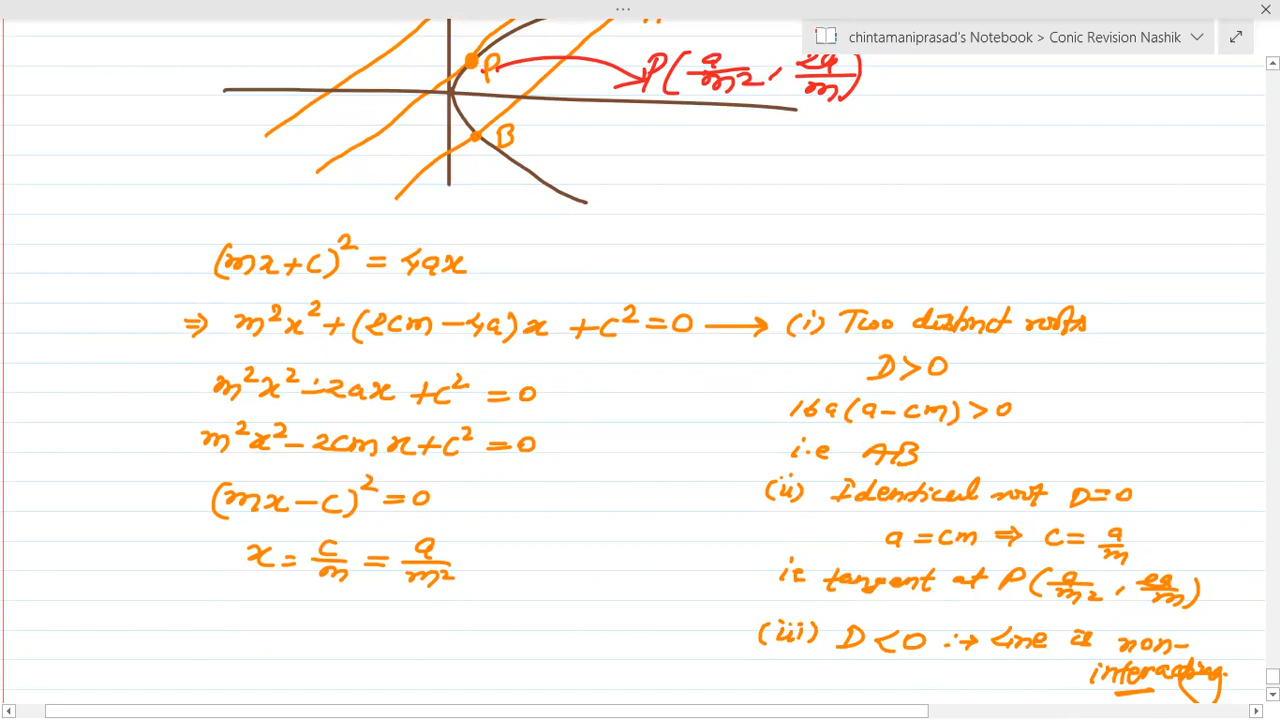 chintamaniprasad's Notebook > Conic Revision Nashik
P P(a/m², 2a/m)
B
(mx+c)² = 4ax
⇒ m²x² + (2cm - 4a)x + c² = 0 ⟶ (i) Two distinct roots
D > 0
m²x² - 2ax + c² = 0
16a(a - cm) > 0
m²x² - 2cmx + c² = 0
i.e AB
(mx - c)² = 0
(ii) Identical root D = 0
x = c/m = a/m²
a = cm ⇒ c = a/m
ie tangent at P(a/m², 2a/m)
(iii) D < 0 :→ Line is non-